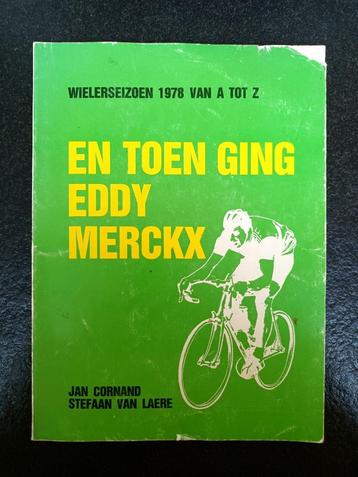 WIELERSEIZOEN 1978 VAN A TOT Z
EN TOEN GING
EDDY
MERCKX
JAN CORNAND
STEFAAN VAN LAERE